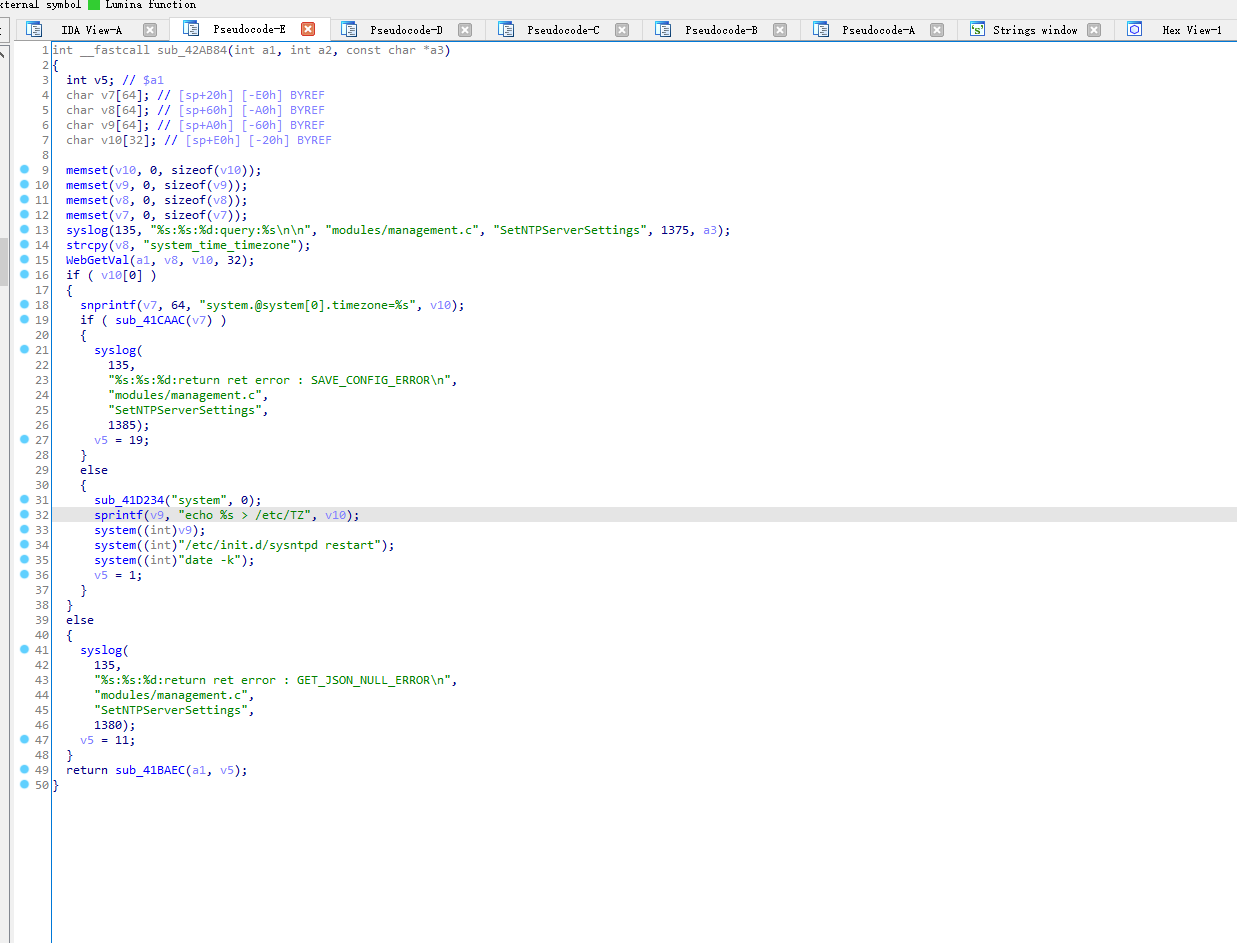 xternal symbol Lumina function
IDA View-A Pseudocode-E Pseudocode-D Pseudocode-C Pseudocode-B Pseudocode-A Strings window Hex View-1
1 int __fastcall sub_42AB84(int a1, int a2, const char *a3)
2 {
3 int v5; // $a1
4 char v7[64]; // [sp+20h] [-E0h] BYREF
5 char v8[64]; // [sp+60h] [-A0h] BYREF
6 char v9[64]; // [sp+A0h] [-60h] BYREF
7 char v10[32]; // [sp+E0h] [-20h] BYREF
8
9 memset(v10, 0, sizeof(v10));
10 memset(v9, 0, sizeof(v9));
11 memset(v8, 0, sizeof(v8));
12 memset(v7, 0, sizeof(v7));
13 syslog(135, "%s:%s:%d:query:%s\n\n", "modules/management.c", "SetNTPServerSettings", 1375, a3);
14 strcpy(v8, "system_time_timezone");
15 WebGetVal(a1, v8, v10, 32);
16 if ( v10[0] )
17 {
18 snprintf(v7, 64, "system.@system[0].timezone=%s", v10);
19 if ( sub_41CAAC(v7) )
20 {
21 syslog(
22 135,
23 "%s:%s:%d:return ret error : SAVE_CONFIG_ERROR\n",
24 "modules/management.c",
25 "SetNTPServerSettings",
26 1385);
27 v5 = 19;
28 }
29 else
30 {
31 sub_41D234("system", 0);
32 sprintf(v9, "echo %s > /etc/TZ", v10);
33 system((int)v9);
34 system((int)"/etc/init.d/sysntpd restart");
35 system((int)"date -k");
36 v5 = 1;
37 }
38 }
39 else
40 {
41 syslog(
42 135,
43 "%s:%s:%d:return ret error : GET_JSON_NULL_ERROR\n",
44 "modules/management.c",
45 "SetNTPServerSettings",
46 1380);
47 v5 = 11;
48 }
49 return sub_41BAEC(a1, v5);
50 }